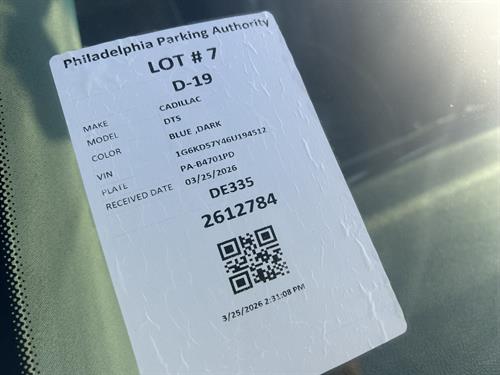 Philadelphia Parking Authority
LOT # 7
D-19
MAKE CADILLAC
MODEL DTS
COLOR BLUE ,DARK
VIN 1G6KD57Y46U194512
PLATE PA-B4701PD
RECEIVED DATE 03/25/2026
DE335
2612784
3/25/2026 2:31:08 PM